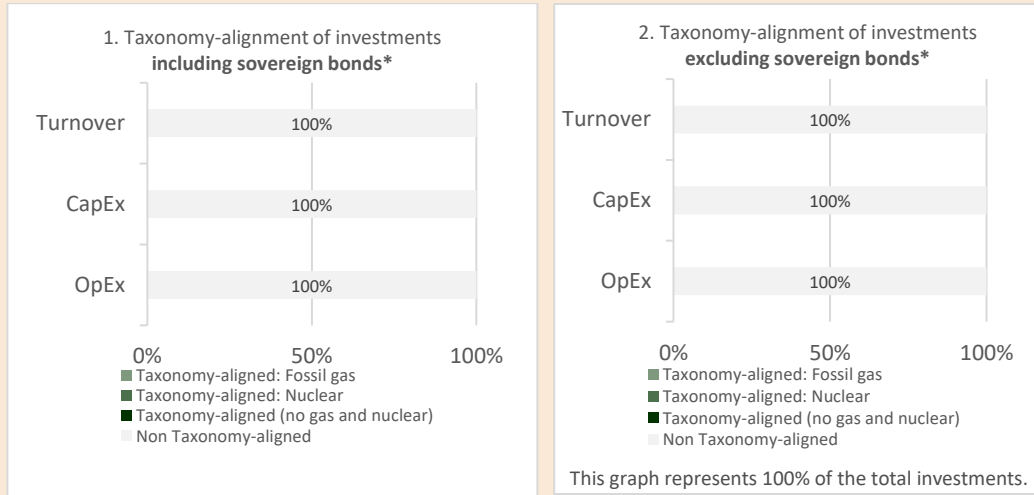 1. Taxonomy-alignment of investments
including sovereign bonds*
Turnover
100%
CapEx
100%
OpEx
100%
0%
50%
100%
Taxonomy-aligned: Fossil gas
Taxonomy-aligned: Nuclear
Taxonomy-aligned (no gas and nuclear)
Non Taxonomy-aligned
2. Taxonomy-alignment of investments
excluding sovereign bonds*
Turnover
100%
CapEx
100%
OpEx
100%
0%
50%
100%
Taxonomy-aligned: Fossil gas
Taxonomy-aligned: Nuclear
Taxonomy-aligned (no gas and nuclear)
Non Taxonomy-aligned
This graph represents 100% of the total investments.